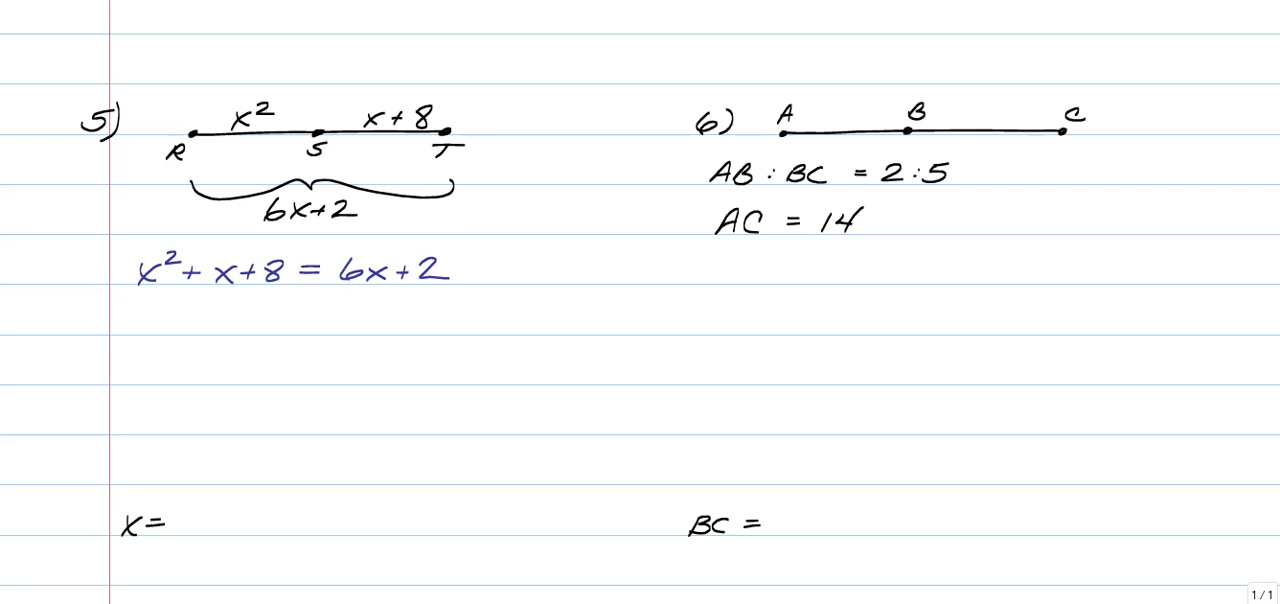 5) x² x+8
R S T
6x+2
x²+x+8 = 6x+2
x=
6) A B C
AB : BC = 2:5
AC = 14
BC =
1/1